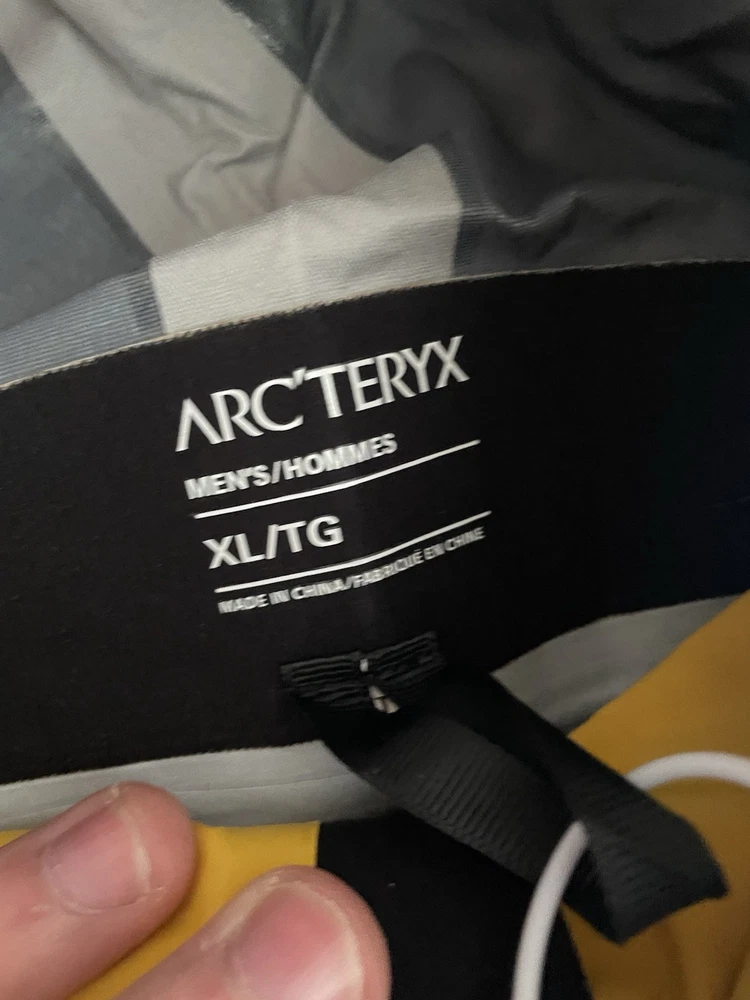 ARC'TERYX
MEN'S/HOMMES
XL/TG
MADE IN CHINA/FABRIQUÉ EN CHINE